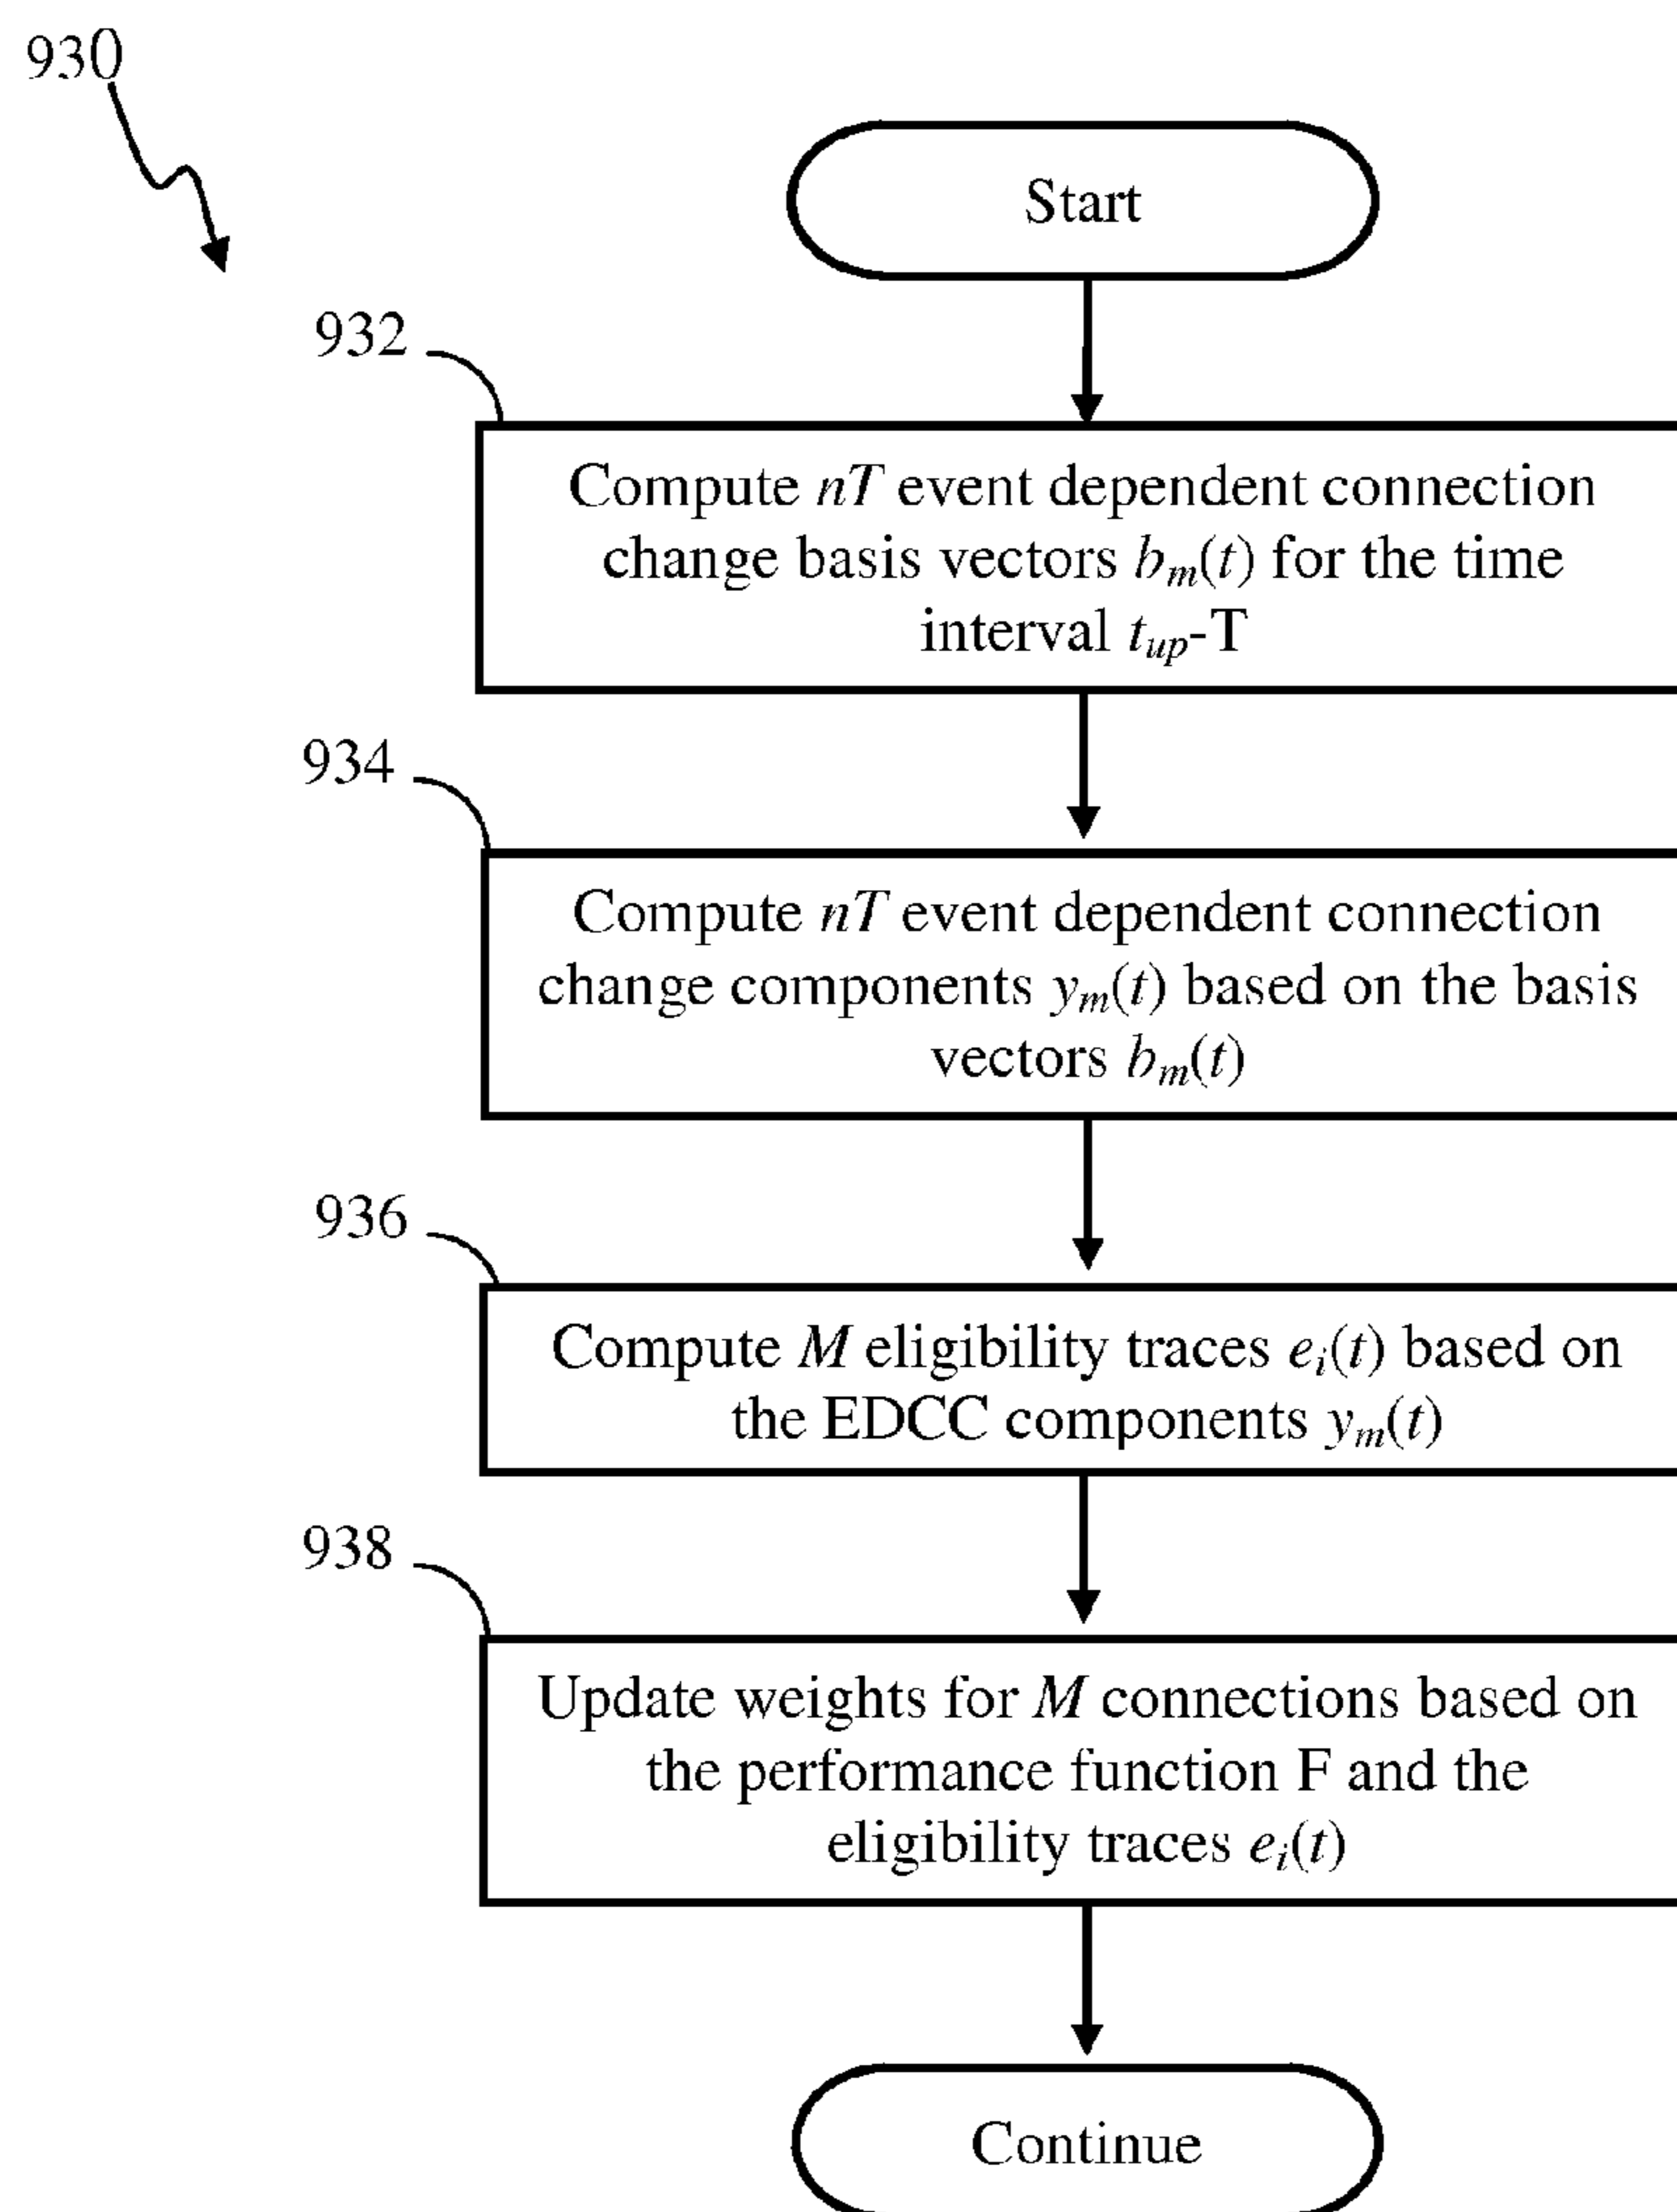 930
Start
932
Compute nT event dependent connection
change basis vectors bₘ(t) for the time
interval tᵤₚ-T
934
Compute nT event dependent connection
change components yₘ(t) based on the basis
vectors bₘ(t)
936
Compute M eligibility traces eᵢ(t) based on
the EDCC components yₘ(t)
938
Update weights for M connections based on
the performance function F and the
eligibility traces eᵢ(t)
Continue